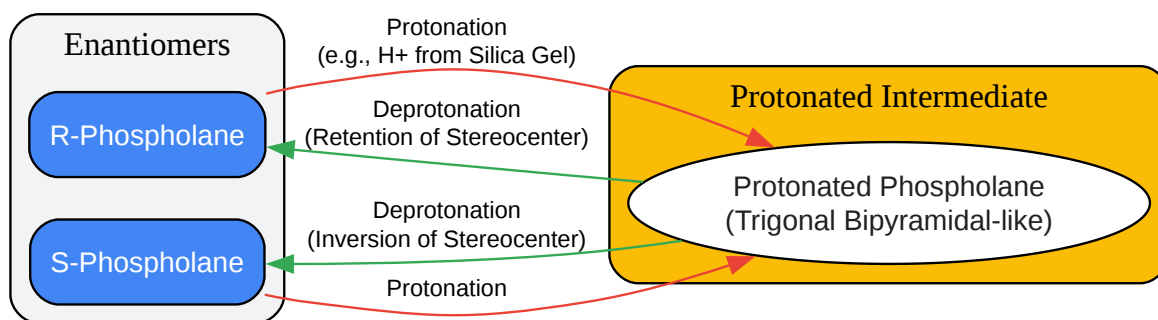 Enantiomers
R-Phospholane
S-Phospholane
Protonation
(e.g., H+ from Silica Gel)
Deprotonation
(Retention of Stereocenter)
Deprotonation
(Inversion of Stereocenter)
Protonation
Protonated Intermediate
Protonated Phospholane
(Trigonal Bipyramidal-like)